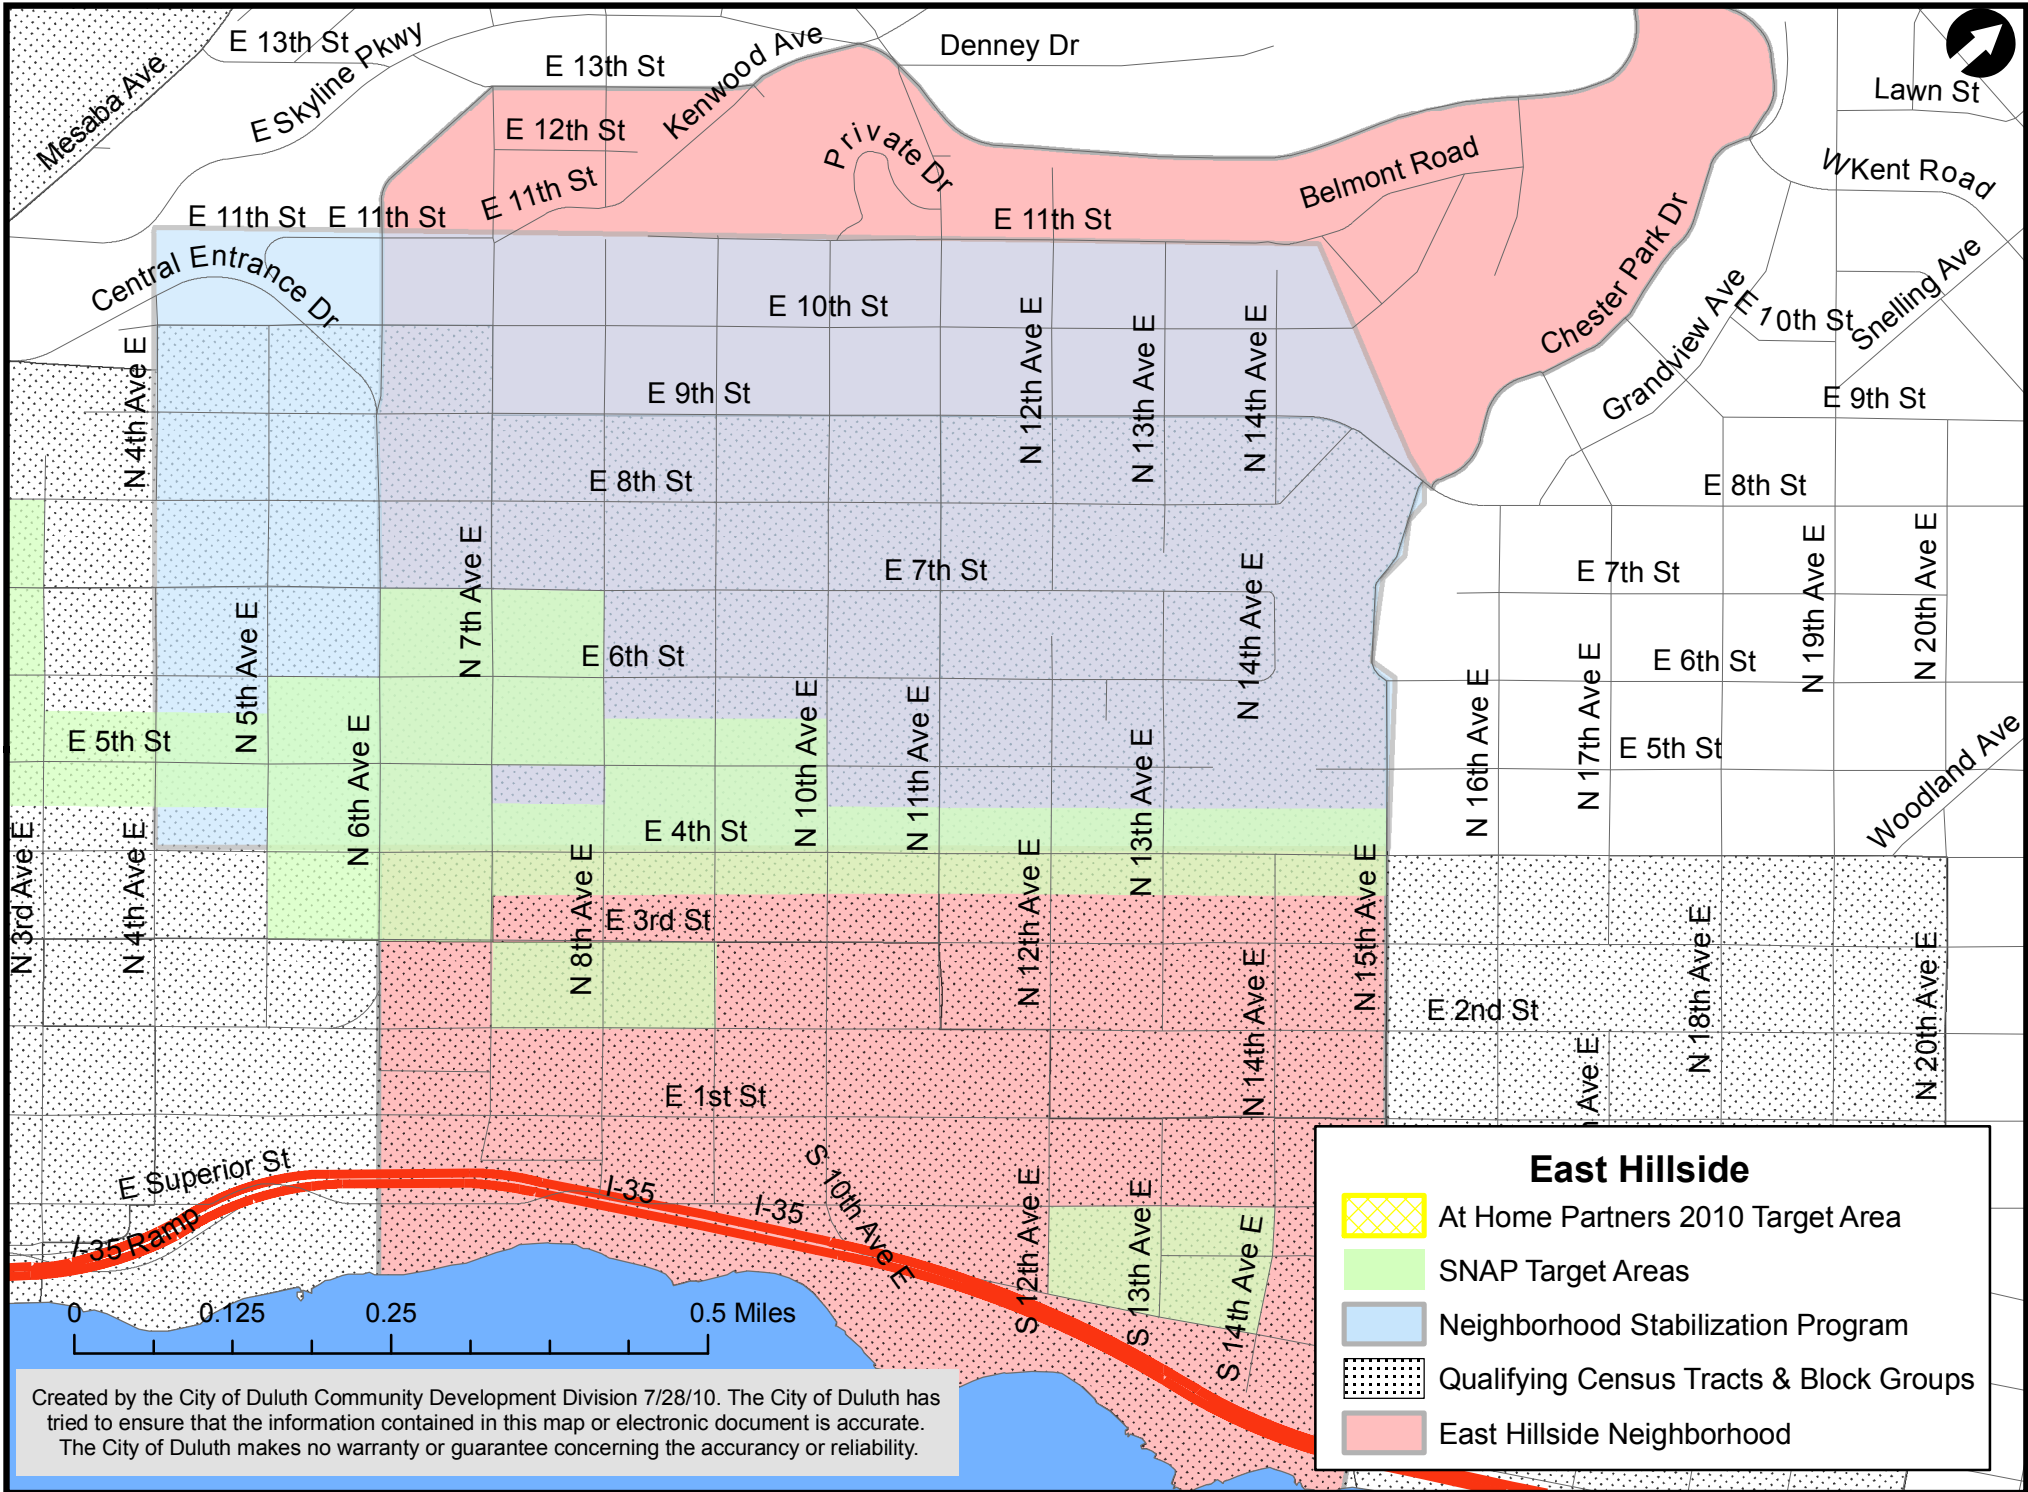 E 13th St
E Skyline Pkwy
Mesaba Ave
E 13th St
Kenwood Ave
Denney Dr
Lawn St
E 12th St
Private Dr
Belmont Road
W Kent Road
E 11th St
E 11th St
E 11th St
E 11th St
Chester Park Dr
Central Entrance Dr
E 10th St
Grandview Ave
E 10th St
Snelling Ave
N 4th Ave E
E 9th St
N 12th Ave E
N 13th Ave E
N 14th Ave E
E 9th St
E 8th St
E 8th St
N 7th Ave E
E 7th St
N 14th Ave E
E 7th St
N 19th Ave E
N 20th Ave E
N 5th Ave E
E 6th St
E 6th St
N 16th Ave E
N 17th Ave E
E 5th St
N 6th Ave E
N 10th Ave E
N 11th Ave E
N 13th Ave E
E 5th St
Woodland Ave
N 3rd Ave E
N 4th Ave E
E 4th St
N 8th Ave E
N 12th Ave E
N 15th Ave E
E 3rd St
N 14th Ave E
E 2nd St
N 18th Ave E
N 20th Ave E
Ave E
E 1st St
E Superior St
I-35
I-35
S 10th Ave E
I-35 Ramp
S 12th Ave E
S 13th Ave E
S 14th Ave E
0 0.125 0.25 0.5 Miles
East Hillside
At Home Partners 2010 Target Area
SNAP Target Areas
Neighborhood Stabilization Program
Qualifying Census Tracts & Block Groups
East Hillside Neighborhood
Created by the City of Duluth Community Development Division 7/28/10. The City of Duluth has
tried to ensure that the information contained in this map or electronic document is accurate.
The City of Duluth makes no warranty or guarantee concerning the accurancy or reliability.